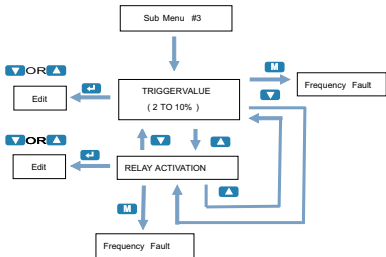 Sub Menu #3
OR
M
TRIGGERVALUE
( 2 TO 10% )
Frequency Fault
Edit
OR
Edit
RELAY ACTIVATION
M
Frequency Fault